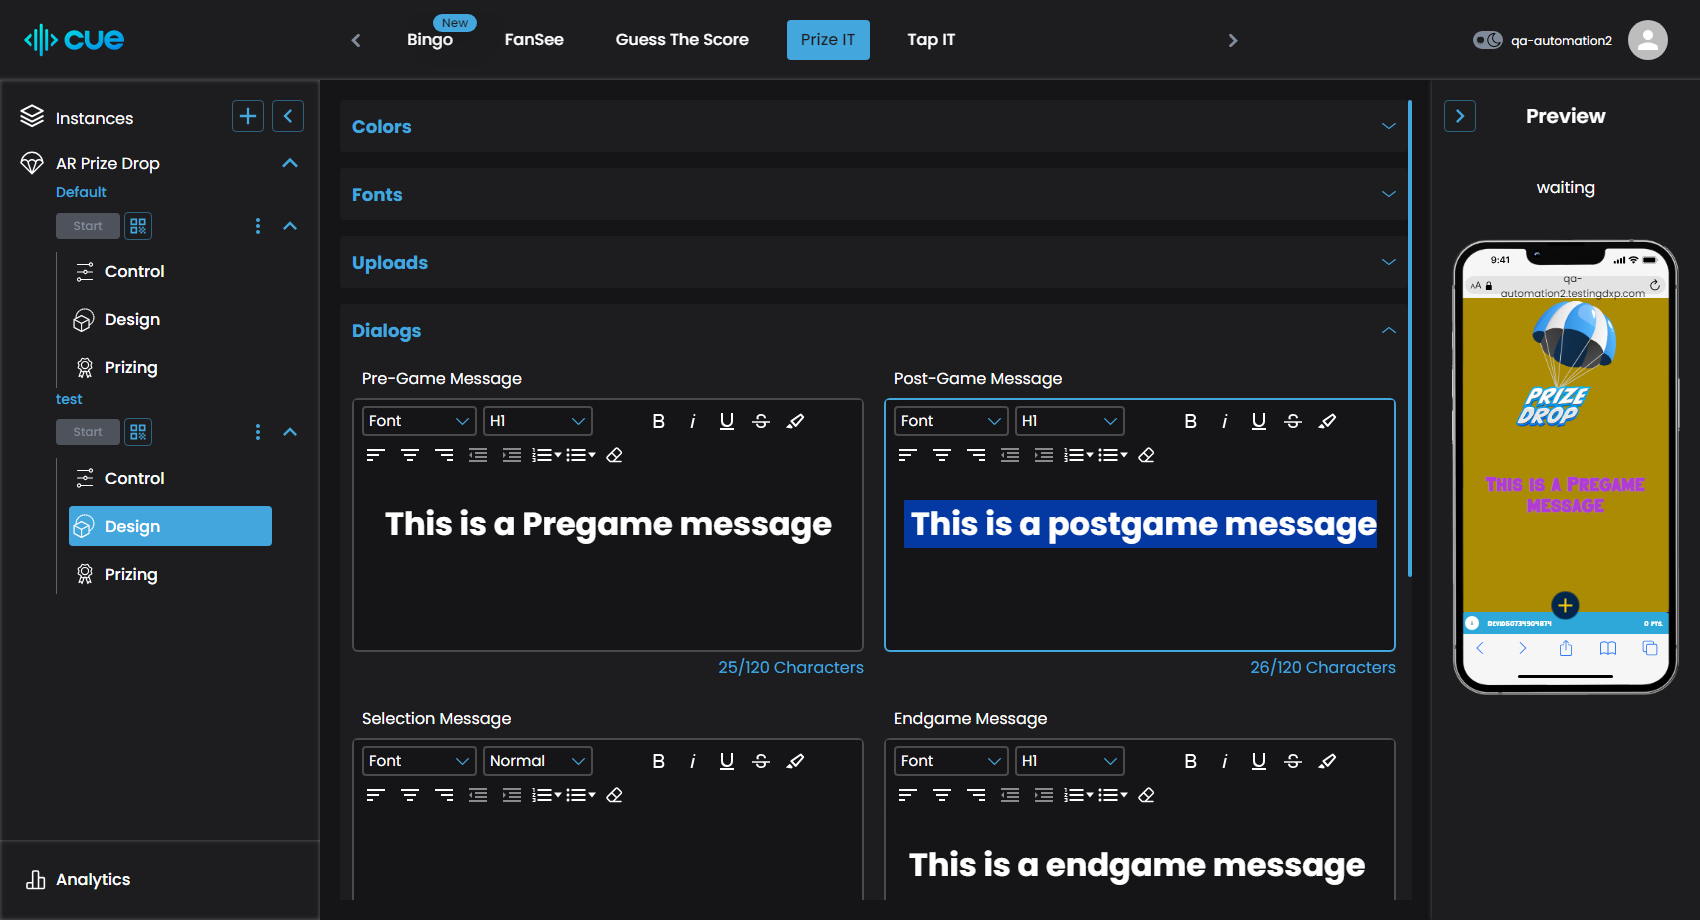 cue
New
Bingo
FanSee
Guess The Score
Prize IT
Tap IT
qa-automation2
Instances
AR Prize Drop
Default
Start
Control
Design
Prizing
test
Start
Control
Design
Prizing
Analytics
Colors
Fonts
Uploads
Dialogs
Pre-Game Message
Font
H1
B i U S
This is a Pregame message
25/120 Characters
Post-Game Message
Font
H1
B i U S
This is a postgame message
26/120 Characters
Selection Message
Font
Normal
B i U S
Endgame Message
Font
H1
B i U S
This is a endgame message
Preview
waiting
9:41
AA
qa-
automation2.testingdxp.com
PRIZE
DROP
This is a Pregame
message
0 PTS.